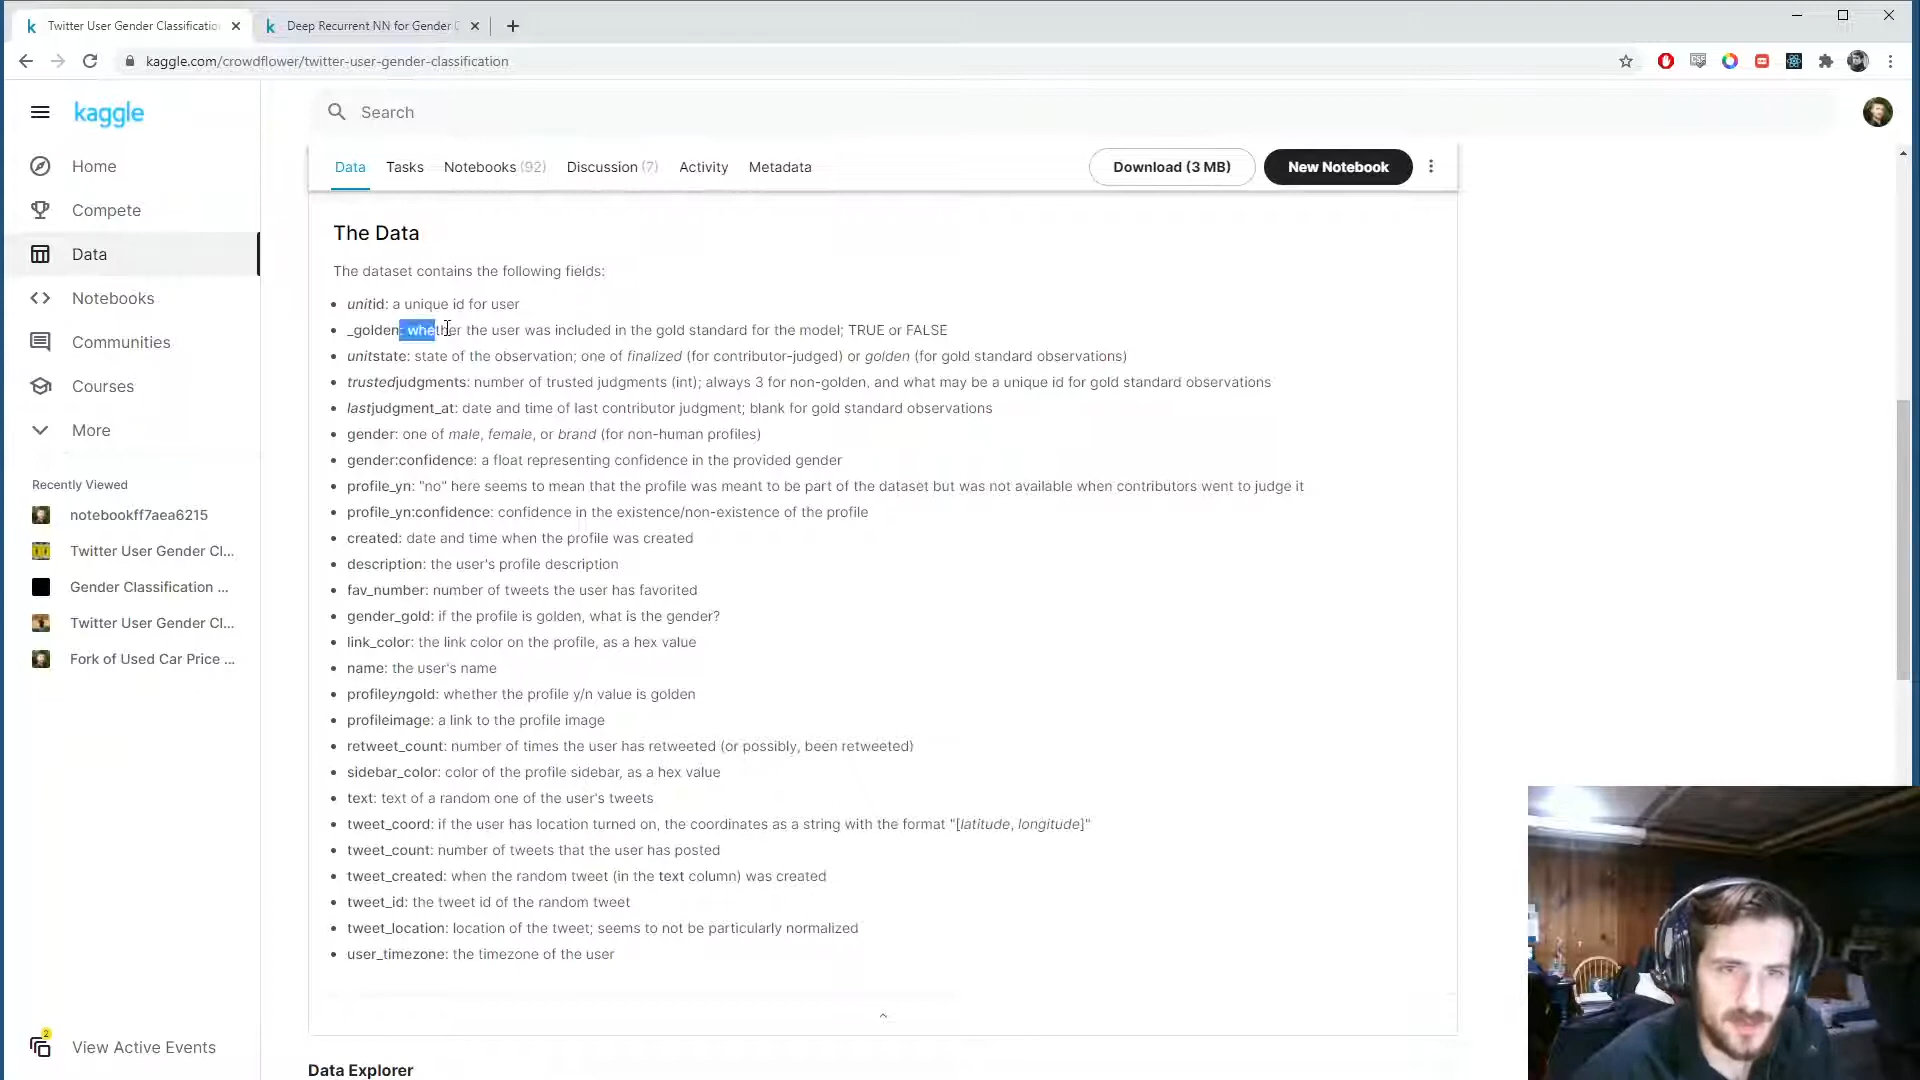 Twitter User Gender Classificatio
Deep Recurrent NN for Gender C
kaggle.com/crowdflower/twitter-user-gender-classification
kaggle
Search
Home
Compete
Data
Notebooks
Communities
Courses
More
Recently Viewed
notebookff7aea6215
Twitter User Gender Cl...
Gender Classification ...
Twitter User Gender Cl...
Fork of Used Car Price ...
2
View Active Events
Data Tasks Notebooks (92) Discussion (7) Activity Metadata Download (3 MB) New Notebook
The Data
The dataset contains the following fields:
unitid: a unique id for user
_golden: whether the user was included in the gold standard for the model; TRUE or FALSE
unitstate: state of the observation; one of finalized (for contributor-judged) or golden (for gold standard observations)
trustedjudgments: number of trusted judgments (int); always 3 for non-golden, and what may be a unique id for gold standard observations
lastjudgment_at: date and time of last contributor judgment; blank for gold standard observations
gender: one of male, female, or brand (for non-human profiles)
gender:confidence: a float representing confidence in the provided gender
profile_yn: "no" here seems to mean that the profile was meant to be part of the dataset but was not available when contributors went to judge it
profile_yn:confidence: confidence in the existence/non-existence of the profile
created: date and time when the profile was created
description: the user's profile description
fav_number: number of tweets the user has favorited
gender_gold: if the profile is golden, what is the gender?
link_color: the link color on the profile, as a hex value
name: the user's name
profileyngold: whether the profile y/n value is golden
profileimage: a link to the profile image
retweet_count: number of times the user has retweeted (or possibly, been retweeted)
sidebar_color: color of the profile sidebar, as a hex value
text: text of a random one of the user's tweets
tweet_coord: if the user has location turned on, the coordinates as a string with the format "[latitude, longitude]"
tweet_count: number of tweets that the user has posted
tweet_created: when the random tweet (in the text column) was created
tweet_id: the tweet id of the random tweet
tweet_location: location of the tweet; seems to not be particularly normalized
user_timezone: the timezone of the user
Data Explorer